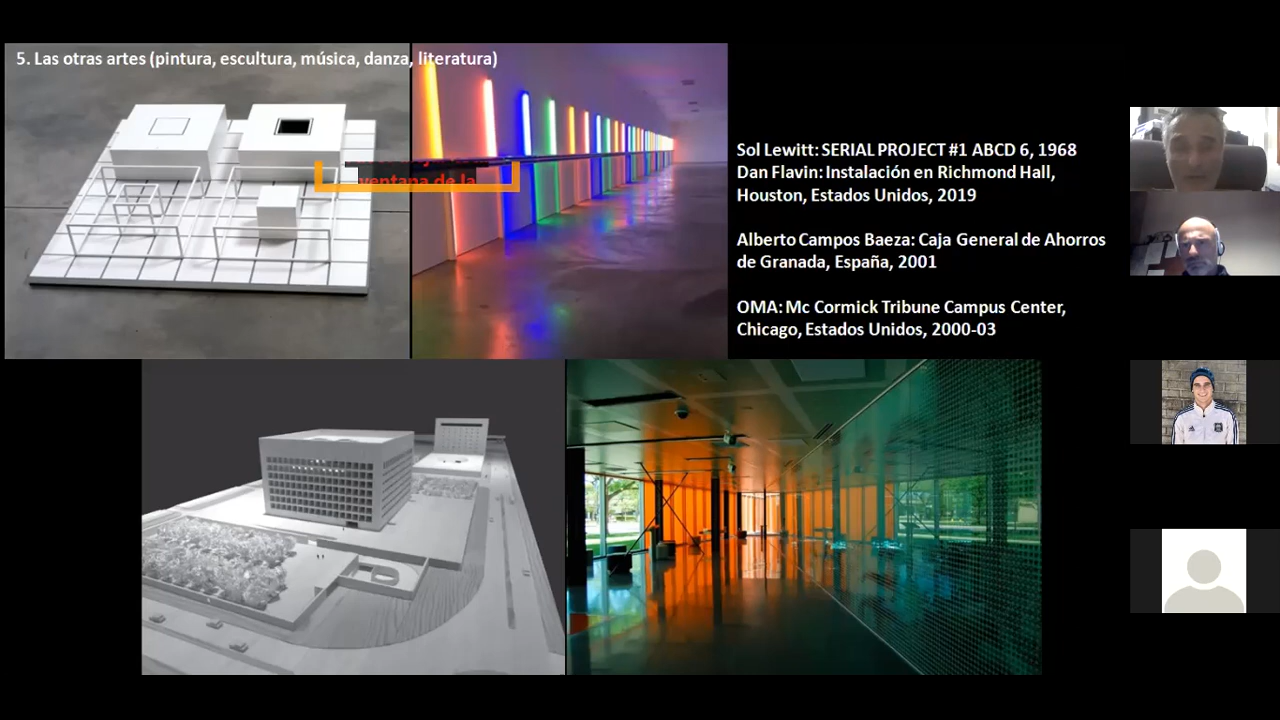 5. Las otras artes (pintura, escultura, música, danza, literatura)
ventana de la
Sol Lewitt: SERIAL PROJECT #1 ABCD 6, 1968
Dan Flavin: Instalación en Richmond Hall,
Houston, Estados Unidos, 2019
Alberto Campos Baeza: Caja General de Ahorros
de Granada, España, 2001
OMA: Mc Cormick Tribune Campus Center,
Chicago, Estados Unidos, 2000-03